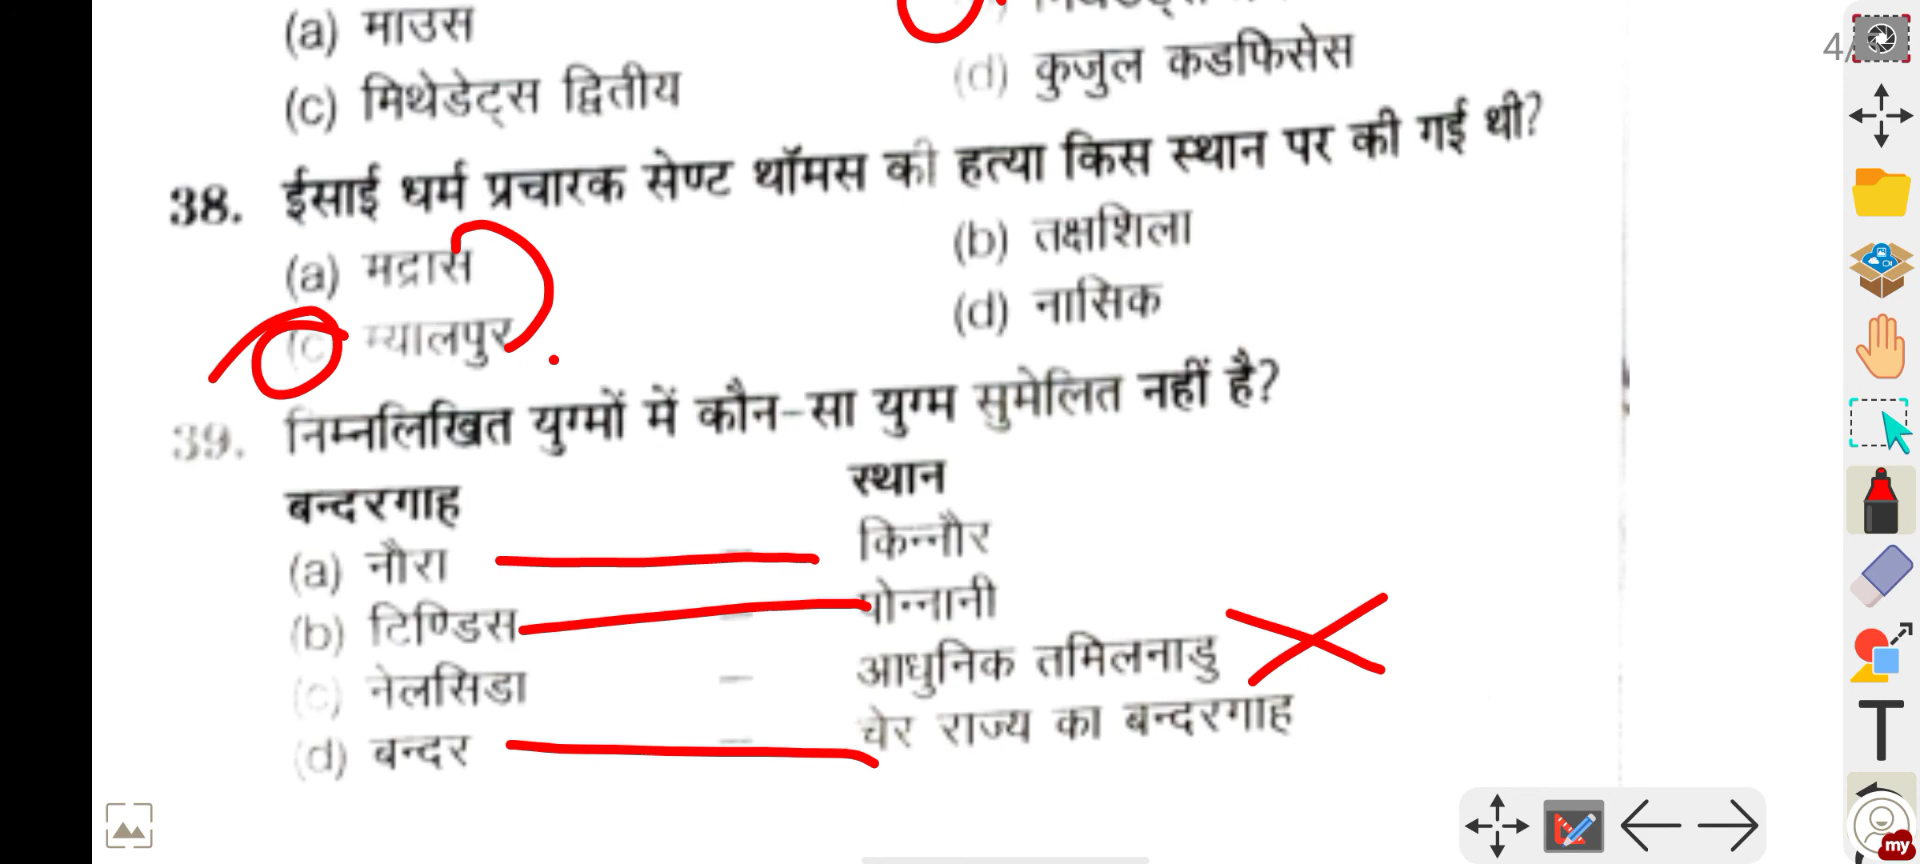 (a) माउस
(c) मिथेडेट्स द्वितीय
(d) कुजुल कडफिसेस
38. ईसाई धर्म प्रचारक सेण्ट थॉमस की हत्या किस स्थान पर की गई थी?
(a) मद्रास
(b) तक्षशिला
(c म्यालपुर
(d) नासिक
39. निम्नलिखित युग्मों में कौन-सा युग्म सुमेलित नहीं है?
बन्दरगाह स्थान
(a) नौरा – किन्नौर
(b) टिण्डिस – पोन्नानी
(c) नेलसिडा – आधुनिक तमिलनाडु
(d) बन्दर – चेर राज्य का बन्दरगाह
4/
T
my